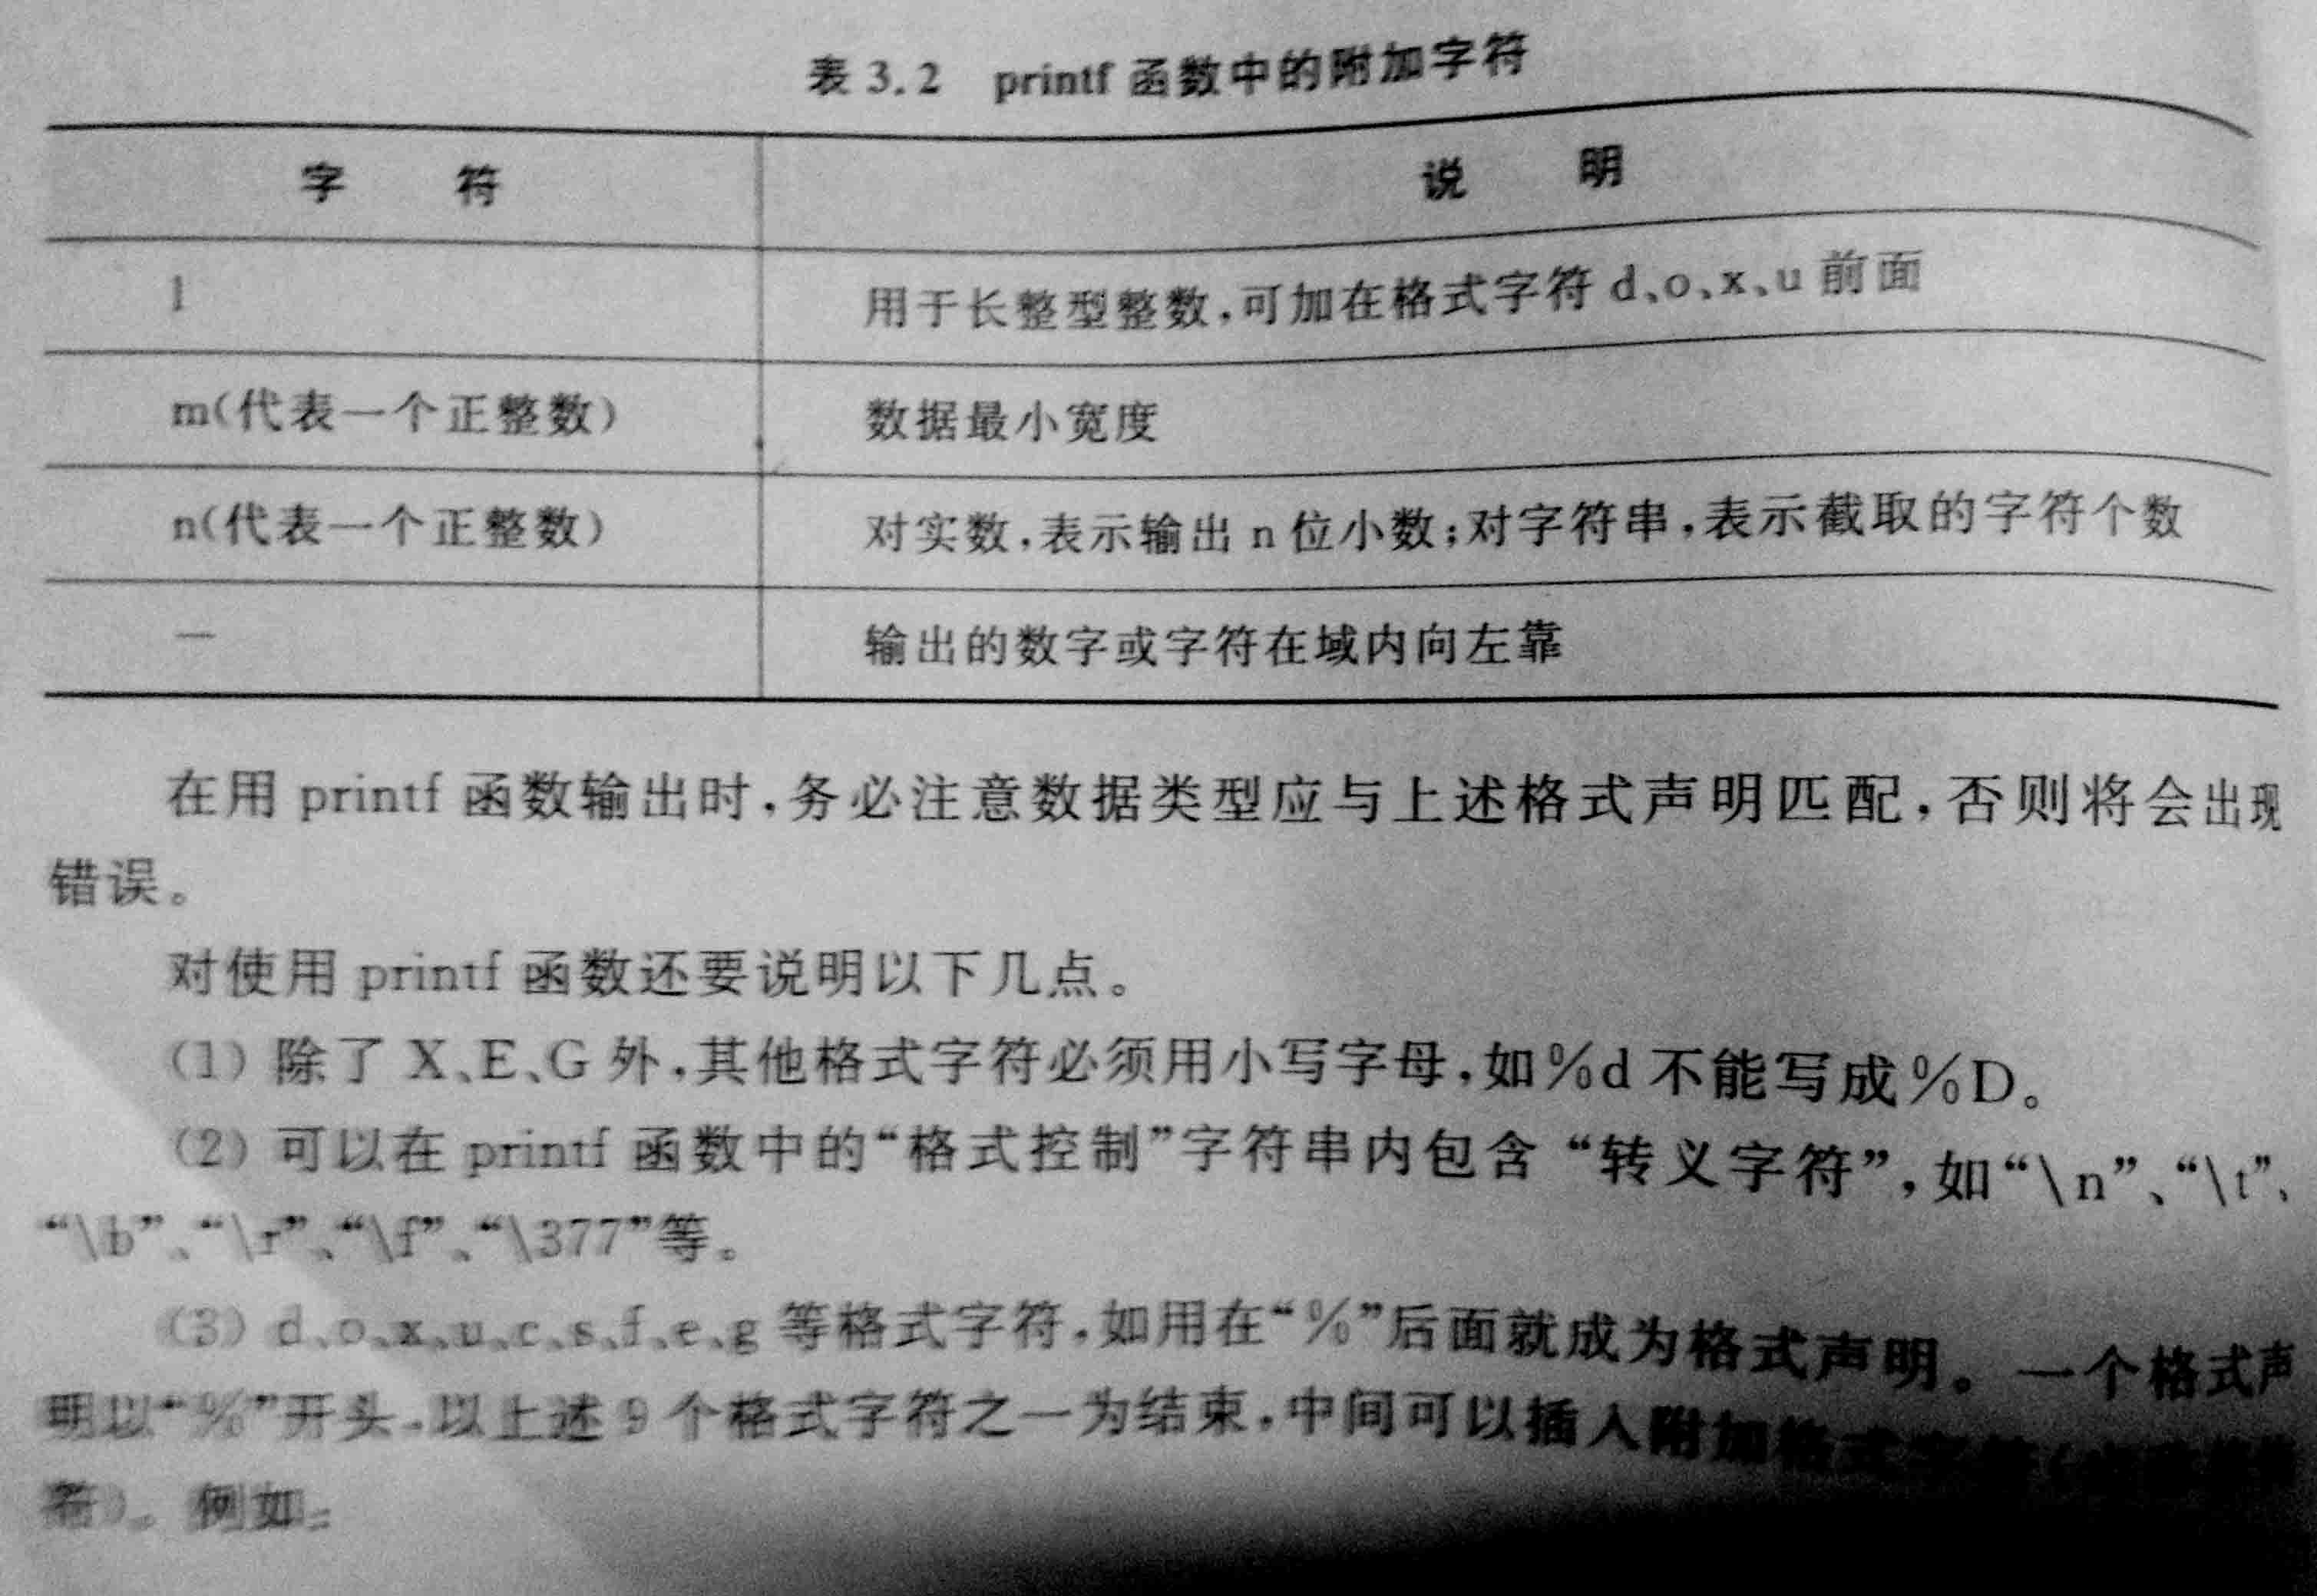 表 3.2 printf 函数中的附加字符
字 符 说 明
l 用于长整型整数,可加在格式字符 d、o、x、u 前面
m(代表一个正整数) 数据最小宽度
n(代表一个正整数) 对实数,表示输出 n 位小数;对字符串,表示截取的字符个数
— 输出的数字或字符在域内向左靠
在用 printf 函数输出时,务必注意数据类型应与上述格式声明匹配,否则将会出现
错误。
对使用 printf 函数还要说明以下几点。
(1) 除了 X、E、G 外,其他格式字符必须用小写字母,如%d 不能写成%D。
(2) 可以在 printf 函数中的“格式控制”字符串内包含“转义字符”,如“\n”、“\t”、
“\b”、“\r”、“\f”、“\377”等。
(3) d、o、x、u、c、s、f、e、g 等格式字符,如用在“%”后面就成为格式声明。一个格式声
明以“%”开头,以上述 9 个格式字符之一为结束,中间可以插入附加格式字符(
符)。例如: